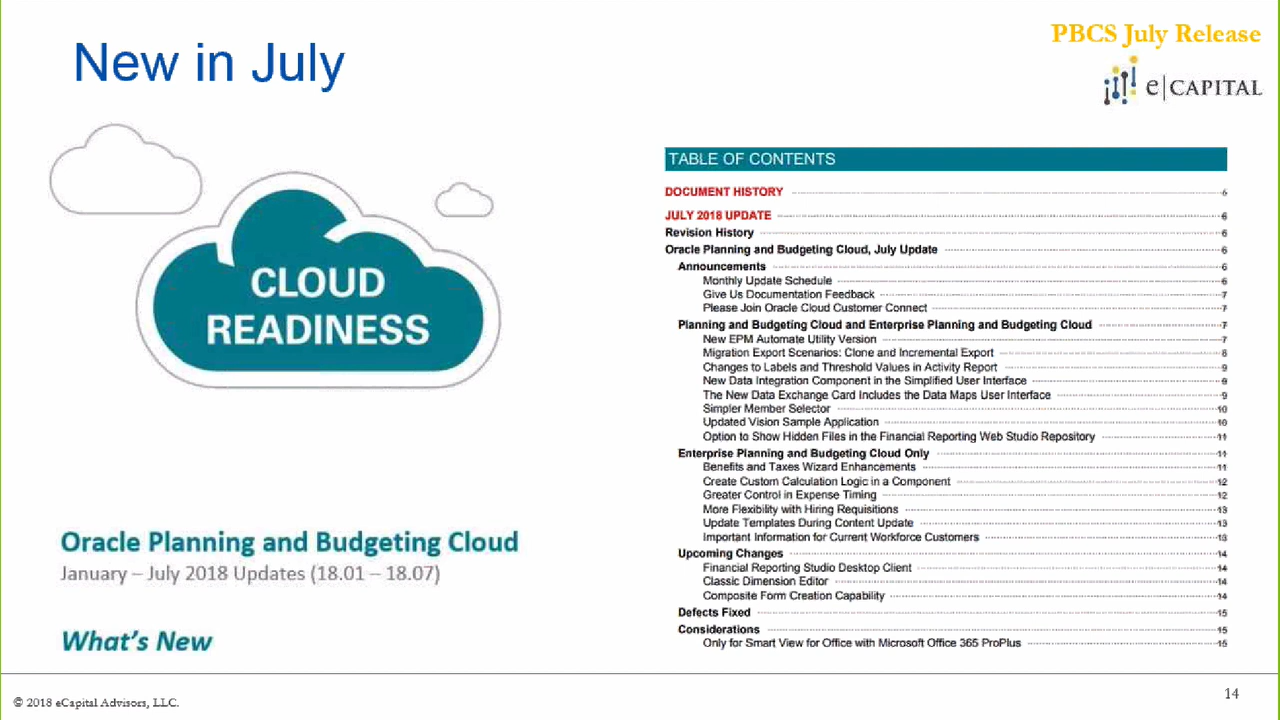 New in July
PBCS July Release
e|CAPITAL
CLOUD
READINESS
Oracle Planning and Budgeting Cloud
January – July 2018 Updates (18.01 – 18.07)
What's New
TABLE OF CONTENTS
DOCUMENT HISTORY 6
JULY 2018 UPDATE 6
Revision History 6
Oracle Planning and Budgeting Cloud, July Update 6
Announcements 6
Monthly Update Schedule 6
Give Us Documentation Feedback 7
Please Join Oracle Cloud Customer Connect 7
Planning and Budgeting Cloud and Enterprise Planning and Budgeting Cloud 7
New EPM Automate Utility Version 7
Migration Export Scenarios: Clone and Incremental Export 8
Changes to Labels and Threshold Values in Activity Report 9
New Data Integration Component in the Simplified User Interface 9
The New Data Exchange Card Includes the Data Maps User Interface 9
Simpler Member Selector 10
Updated Vision Sample Application 10
Option to Show Hidden Files in the Financial Reporting Web Studio Repository 11
Enterprise Planning and Budgeting Cloud Only 11
Benefits and Taxes Wizard Enhancements 11
Create Custom Calculation Logic in a Component 12
Greater Control in Expense Timing 12
More Flexibility with Hiring Requisitions 13
Update Templates During Content Update 13
Important Information for Current Workforce Customers 13
Upcoming Changes 14
Financial Reporting Studio Desktop Client 14
Classic Dimension Editor 14
Composite Form Creation Capability 14
Defects Fixed 15
Considerations 15
Only for Smart View for Office with Microsoft Office 365 ProPlus 15
© 2018 eCapital Advisors, LLC.
14